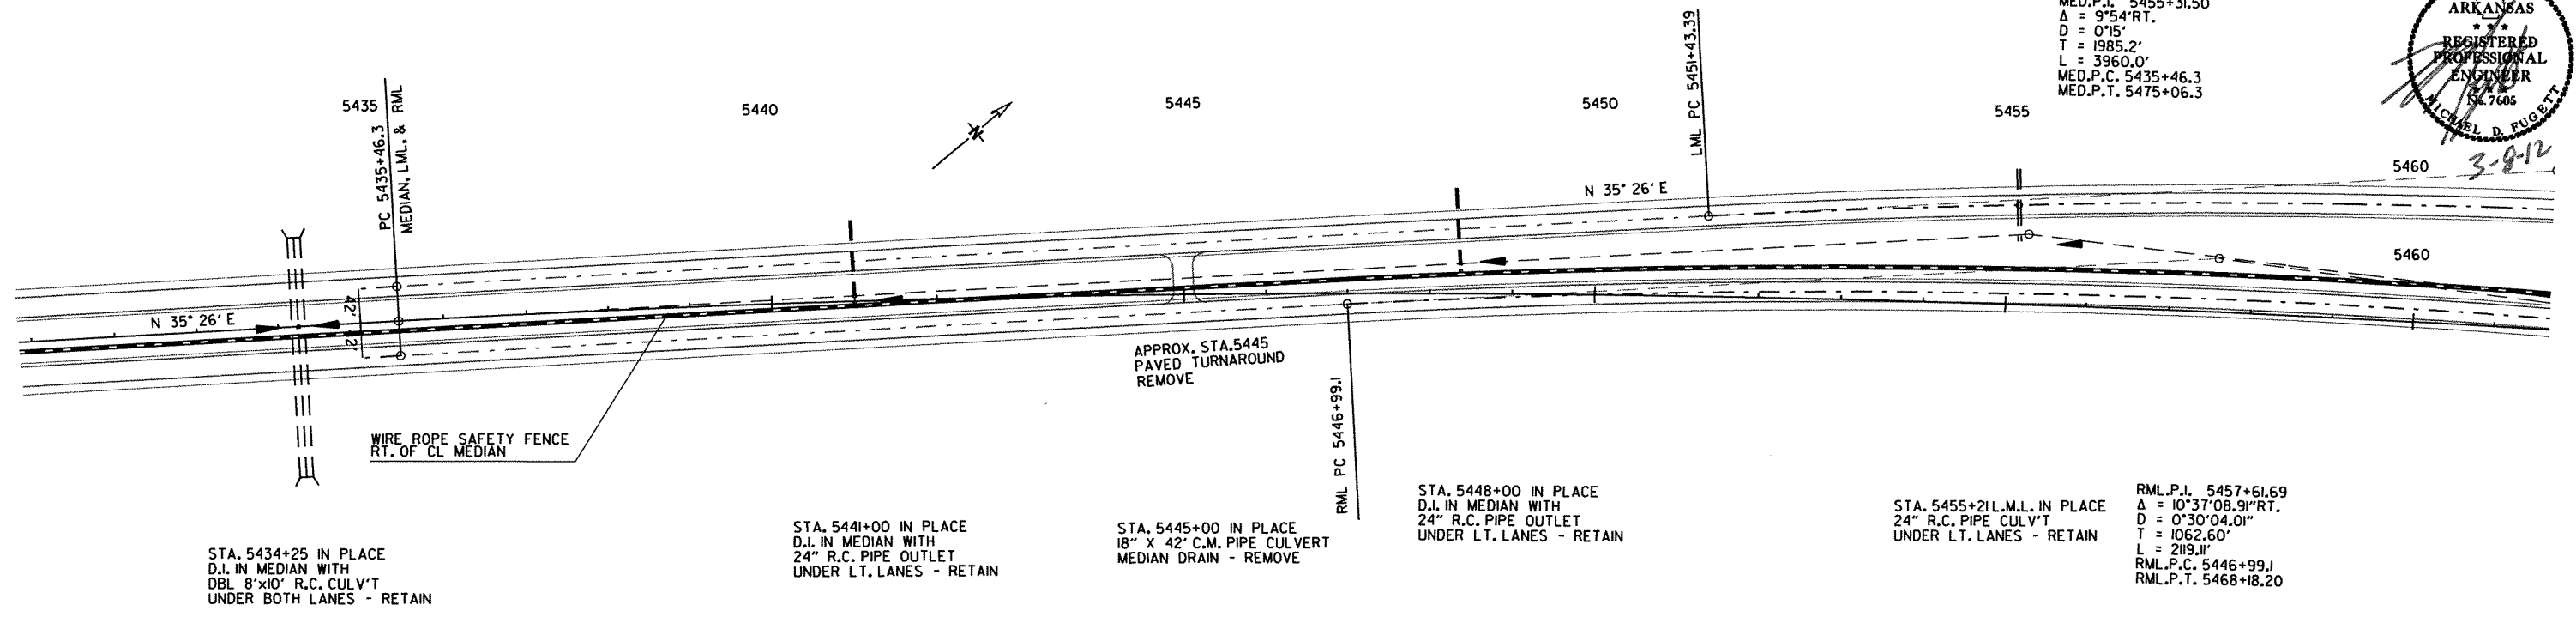 MED.P.I. 5455+31.50
Δ = 9°54'RT.
D = 0°15'
T = 1985.2'
L = 3960.0'
MED.P.C. 5435+46.3
MED.P.T. 5475+06.3
ARKANSAS
★ ★ ★
REGISTERED
PROFESSIONAL
ENGINEER
★ ★ ★
No. 7605
MICHAEL D. FUGETT
3-8-12
5435
5440
5445
5450
5455
5460
5460
PC 5435+46.3
MEDIAN, LML, & RML
LML PC 5451+43.39
N
N 35° 26' E
N 35° 26' E
42'
42'
APPROX. STA.5445
PAVED TURNAROUND
REMOVE
RML PC 5446+99.1
WIRE ROPE SAFETY FENCE
RT. OF CL MEDIAN
STA. 5434+25 IN PLACE
D.I. IN MEDIAN WITH
DBL 8'x10' R.C. CULV'T
UNDER BOTH LANES - RETAIN
STA. 5441+00 IN PLACE
D.I. IN MEDIAN WITH
24" R.C. PIPE OUTLET
UNDER LT. LANES - RETAIN
STA. 5445+00 IN PLACE
18" X 42' C.M. PIPE CULVERT
MEDIAN DRAIN - REMOVE
STA. 5448+00 IN PLACE
D.I. IN MEDIAN WITH
24" R.C. PIPE OUTLET
UNDER LT. LANES - RETAIN
STA. 5455+21 L.M.L. IN PLACE
24" R.C. PIPE CULV'T
UNDER LT. LANES - RETAIN
RML.P.I. 5457+61.69
Δ = 10°37'08.91"RT.
D = 0°30'04.01"
T = 1062.60'
L = 2119.11'
RML.P.C. 5446+99.1
RML.P.T. 5468+18.20